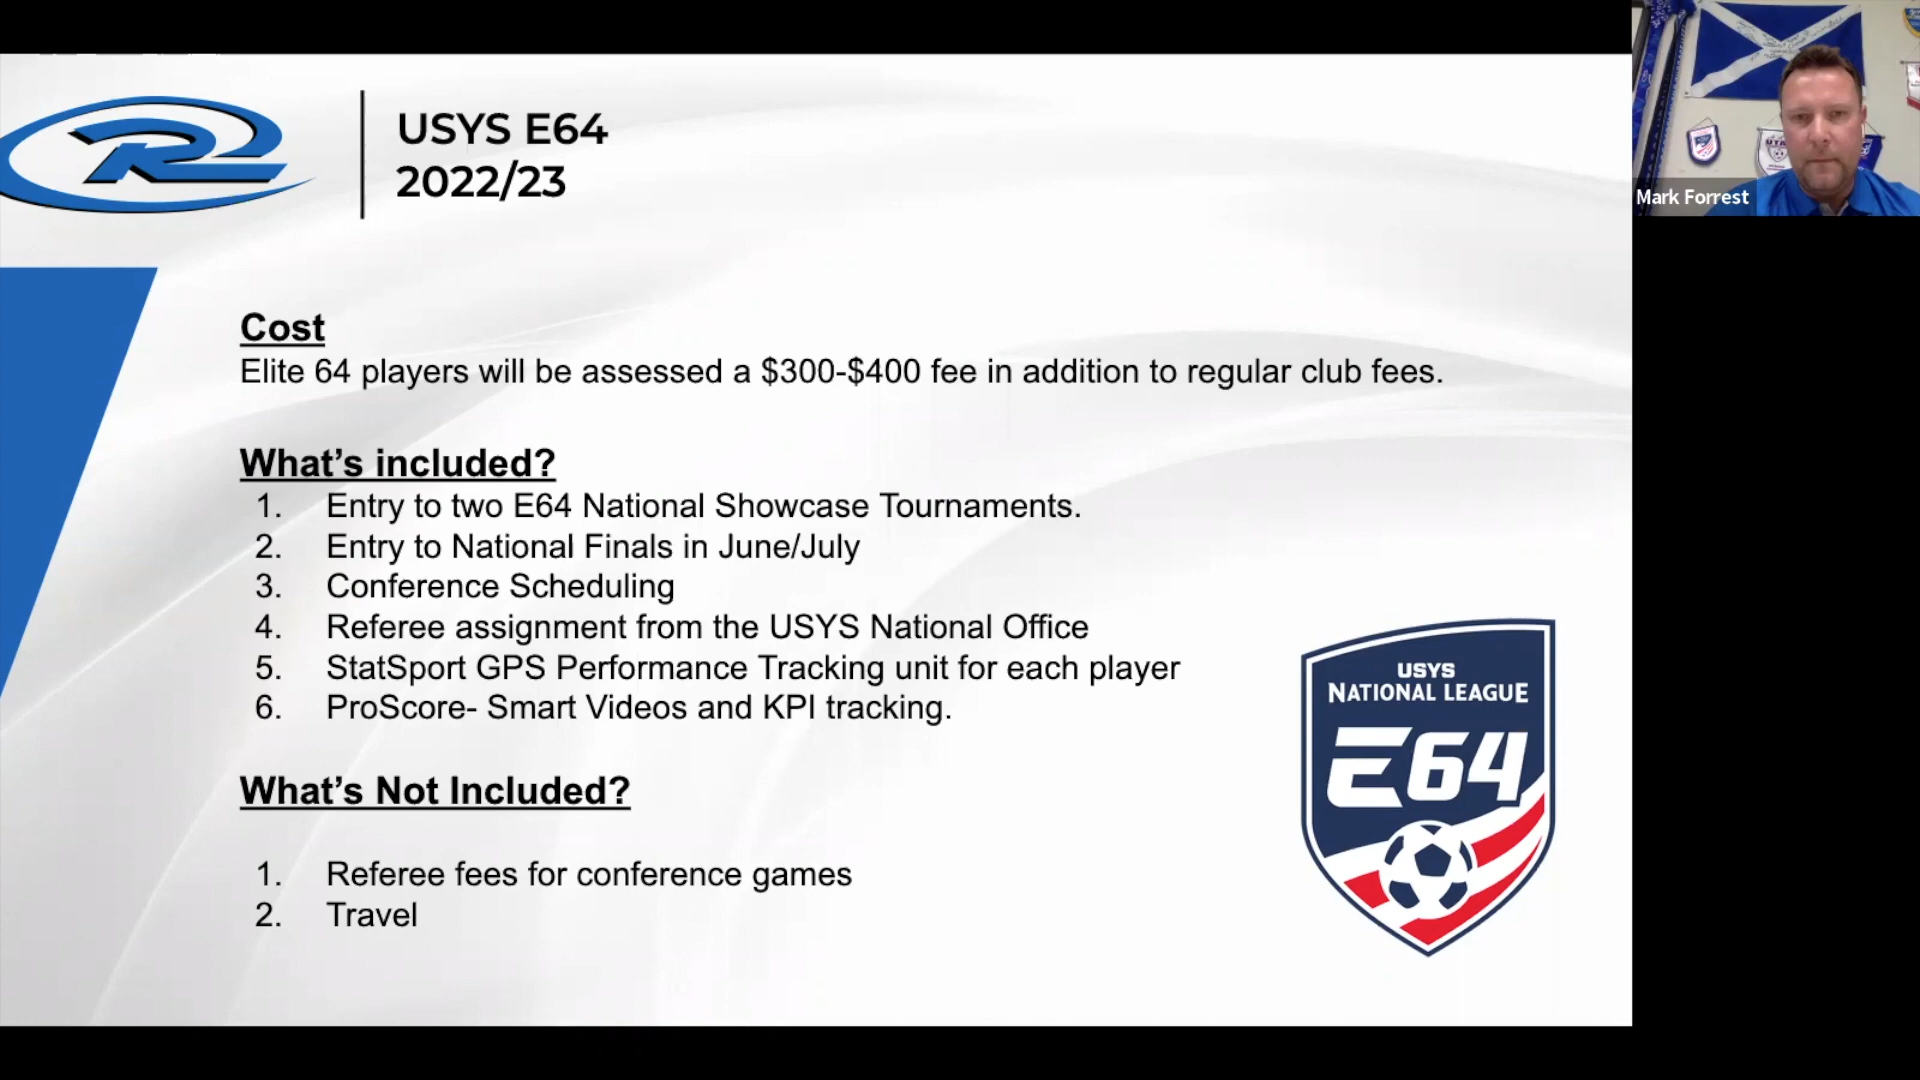 USYS E64
2022/23
Mark Forrest
Cost
Elite 64 players will be assessed a $300-$400 fee in addition to regular club fees.
What's included?
1. Entry to two E64 National Showcase Tournaments.
2. Entry to National Finals in June/July
3. Conference Scheduling
4. Referee assignment from the USYS National Office
5. StatSport GPS Performance Tracking unit for each player
6. ProScore- Smart Videos and KPI tracking.
What's Not Included?
1. Referee fees for conference games
2. Travel
USYS
NATIONAL LEAGUE
E64